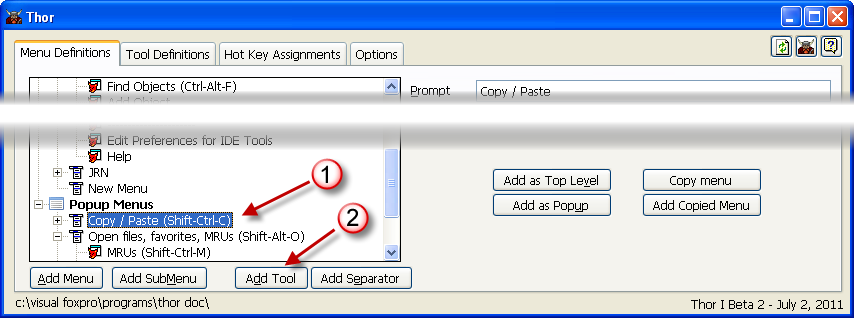 Thor
Menu Definitions Tool Definitions Hot Key Assignments Options
Find Objects (Ctrl-Alt-F)
Add Object
Prompt Copy / Paste
Edit Preferences for IDE Tools
Help
JRN
New Menu
Popup Menus
Copy / Paste (Shift-Ctrl-C)
Open files, favorites, MRUs (Shift-Alt-O)
MRUs (Shift-Ctrl-M)
1
2
Add as Top Level Copy menu
Add as Popup Add Copied Menu
Add Menu Add SubMenu Add Tool Add Separator
c:\visual foxpro\programs\thor doc\ Thor I Beta 2 - July 2, 2011